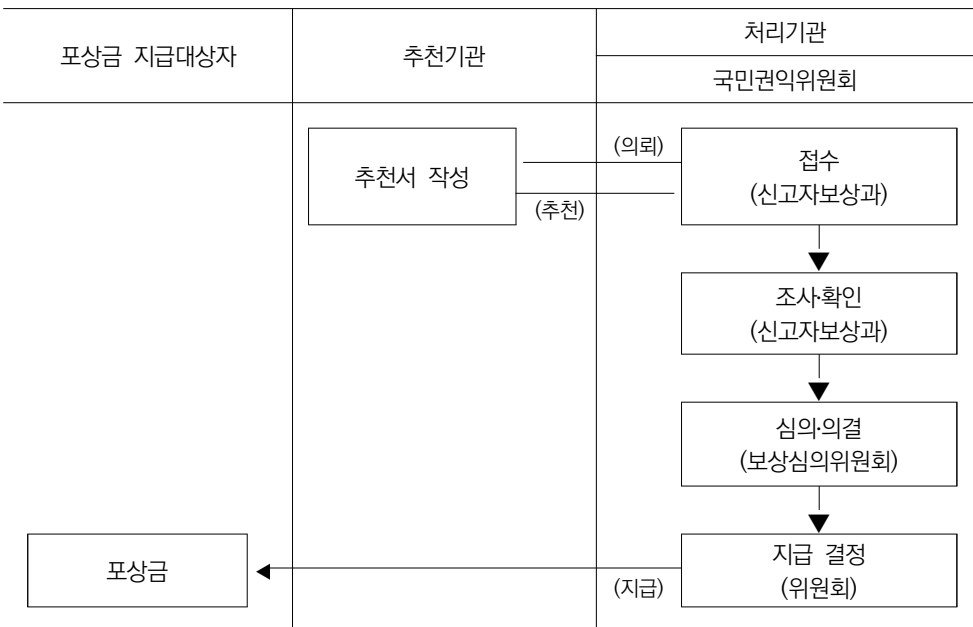 포상금 지급대상자
추천기관
처리기관
국민권익위원회
추천서 작성
(의뢰)
(추천)
접수
(신고자보상과)
조사·확인
(신고자보상과)
심의·의결
(보상심의위원회)
포상금
(지급)
지급 결정
(위원회)